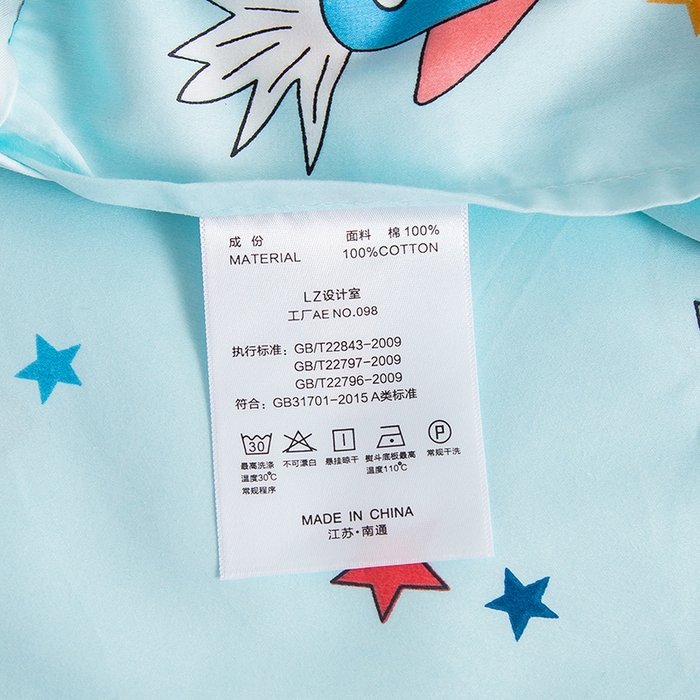 成 份 面料 棉 100%
MATERIAL 100%COTTON
LZ设计室
工厂AE NO.098
执行标准: GB/T22843-2009
GB/T22797-2009
GB/T22796-2009
符合: GB31701-2015 A类标准
30 P
最高洗涤 不可漂白 悬挂晾干 熨斗底板最高 常规干洗
温度30℃ 温度110℃
常规程序
MADE IN CHINA
江苏·南通